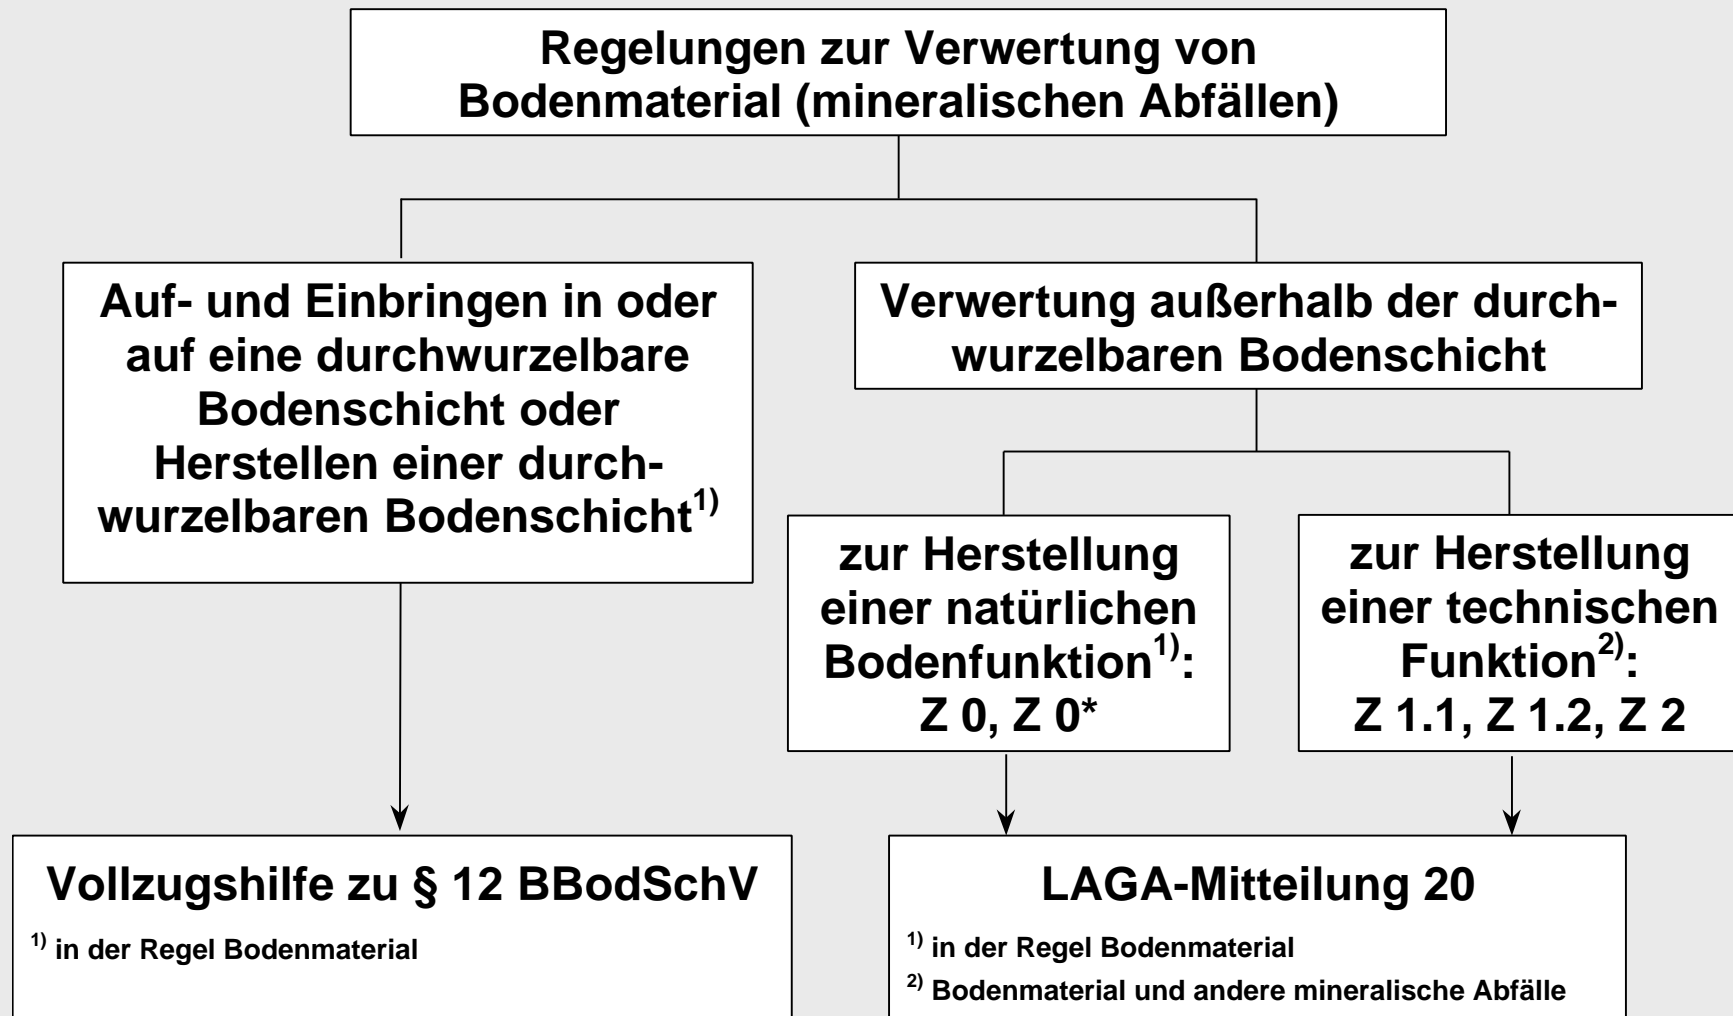 Regelungen zur Verwertung von
Bodenmaterial (mineralischen Abfällen)
Auf- und Einbringen in oder
auf eine durchwurzelbare
Bodenschicht oder
Herstellen einer durch-
wurzelbaren Bodenschicht1)
Verwertung außerhalb der durch-
wurzelbaren Bodenschicht
zur Herstellung
einer natürlichen
Bodenfunktion1):
Z 0, Z 0*
zur Herstellung
einer technischen
Funktion2):
Z 1.1, Z 1.2, Z 2
Vollzugshilfe zu § 12 BBodSchV
1) in der Regel Bodenmaterial
LAGA-Mitteilung 20
1) in der Regel Bodenmaterial
2) Bodenmaterial und andere mineralische Abfälle